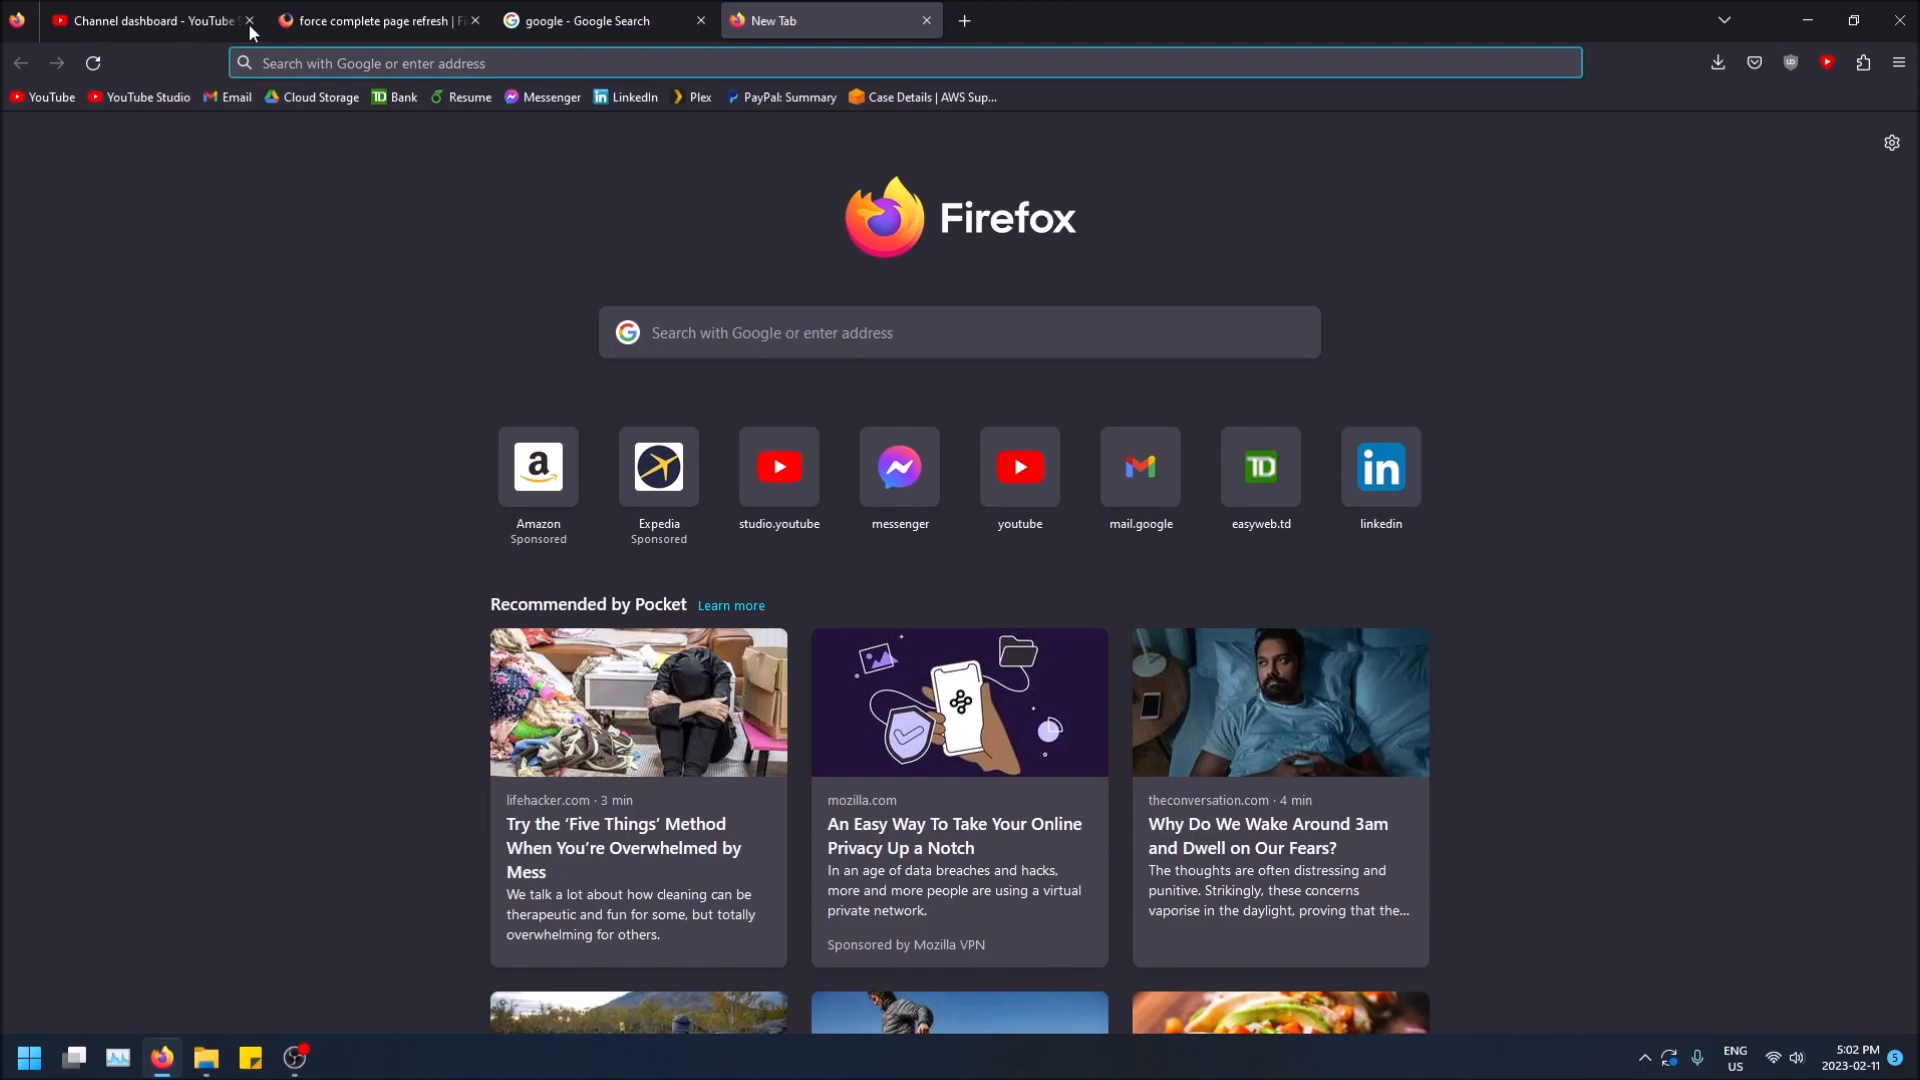 Channel dashboard - YouTube S
force complete page refresh | Fi
google - Google Search
New Tab
Search with Google or enter address
YouTube
YouTube Studio
Email
Cloud Storage
TD Bank
Resume
Messenger
in LinkedIn
Plex
PayPal: Summary
Case Details | AWS Sup...
Firefox
Search with Google or enter address
a
TD
in
Amazon
Sponsored
Expedia
Sponsored
studio.youtube
messenger
youtube
mail.google
easyweb.td
linkedin
Recommended by Pocket Learn more
lifehacker.com · 3 min
Try the ‘Five Things’ Method
When You’re Overwhelmed by
Mess
We talk a lot about how cleaning can be
therapeutic and fun for some, but totally
overwhelming for others.
mozilla.com
An Easy Way To Take Your Online
Privacy Up a Notch
In an age of data breaches and hacks,
more and more people are using a virtual
private network.
Sponsored by Mozilla VPN
theconversation.com · 4 min
Why Do We Wake Around 3am
and Dwell on Our Fears?
The thoughts are often distressing and
punitive. Strikingly, these concerns
vaporise in the daylight, proving that the...
ENG
US
5:02 PM
2023-02-11
5